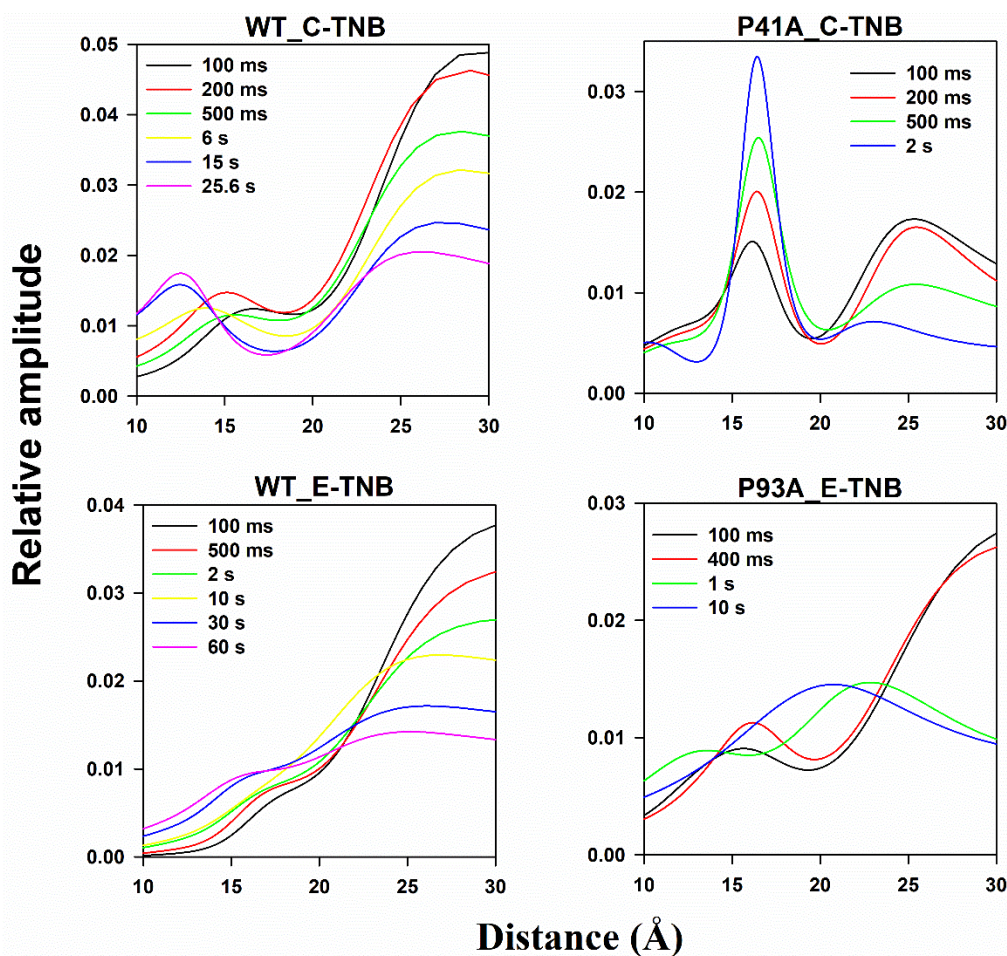 WT_C-TNB
0.05
0.04
0.03
0.02
0.01
0.00
100 ms
200 ms
500 ms
6 s
15 s
25.6 s
10 15 20 25 30
P41A_C-TNB
0.03
0.02
0.01
0.00
100 ms
200 ms
500 ms
2 s
10 15 20 25 30
Relative amplitude
WT_E-TNB
0.04
0.03
0.02
0.01
0.00
100 ms
500 ms
2 s
10 s
30 s
60 s
10 15 20 25 30
P93A_E-TNB
0.03
0.02
0.01
0.00
100 ms
400 ms
1 s
10 s
10 15 20 25 30
Distance (Å)